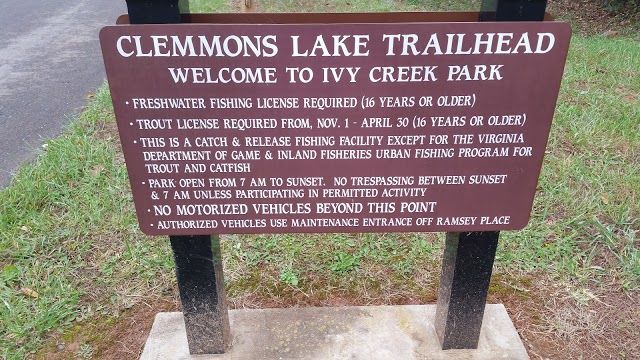 CLEMMONS LAKE TRAILHEAD
WELCOME TO IVY CREEK PARK
• FRESHWATER FISHING LICENSE REQUIRED (16 YEARS OR OLDER)
• TROUT LICENSE REQUIRED FROM, NOV. 1 - APRIL 30 (16 YEARS OR OLDER)
• THIS IS A CATCH & RELEASE FISHING FACILITY EXCEPT FOR THE VIRGINIA
DEPARTMENT OF GAME & INLAND FISHERIES URBAN FISHING PROGRAM FOR
TROUT AND CATFISH
• PARK OPEN FROM 7 AM TO SUNSET. NO TRESPASSING BETWEEN SUNSET
& 7 AM UNLESS PARTICIPATING IN PERMITTED ACTIVITY
• NO MOTORIZED VEHICLES BEYOND THIS POINT
• AUTHORIZED VEHICLES USE MAINTENANCE ENTRANCE OFF RAMSEY PLACE